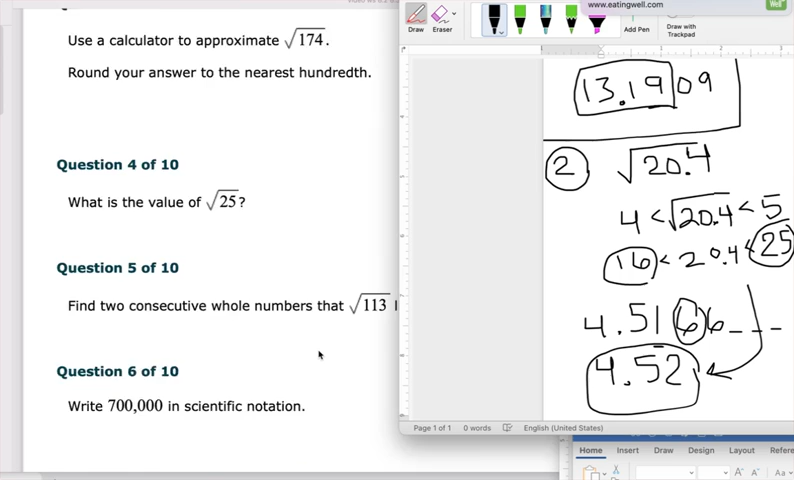 Use a calculator to approximate √174.
Round your answer to the nearest hundredth.
Question 4 of 10
What is the value of √25?
Question 5 of 10
Find two consecutive whole numbers that √113 l
Question 6 of 10
Write 700,000 in scientific notation.
www.eatingwell.com
Well
Draw
Eraser
Add Pen
Draw with
Trackpad
13.1909
2 √20.4
4 < √20.4 < 5
16 < 20.4 < 25
4.5166_ _ -
4.52
Page 1 of 1 0 words English (United States)
Home Insert Draw Design Layout Refere
A^ A˅ Aa